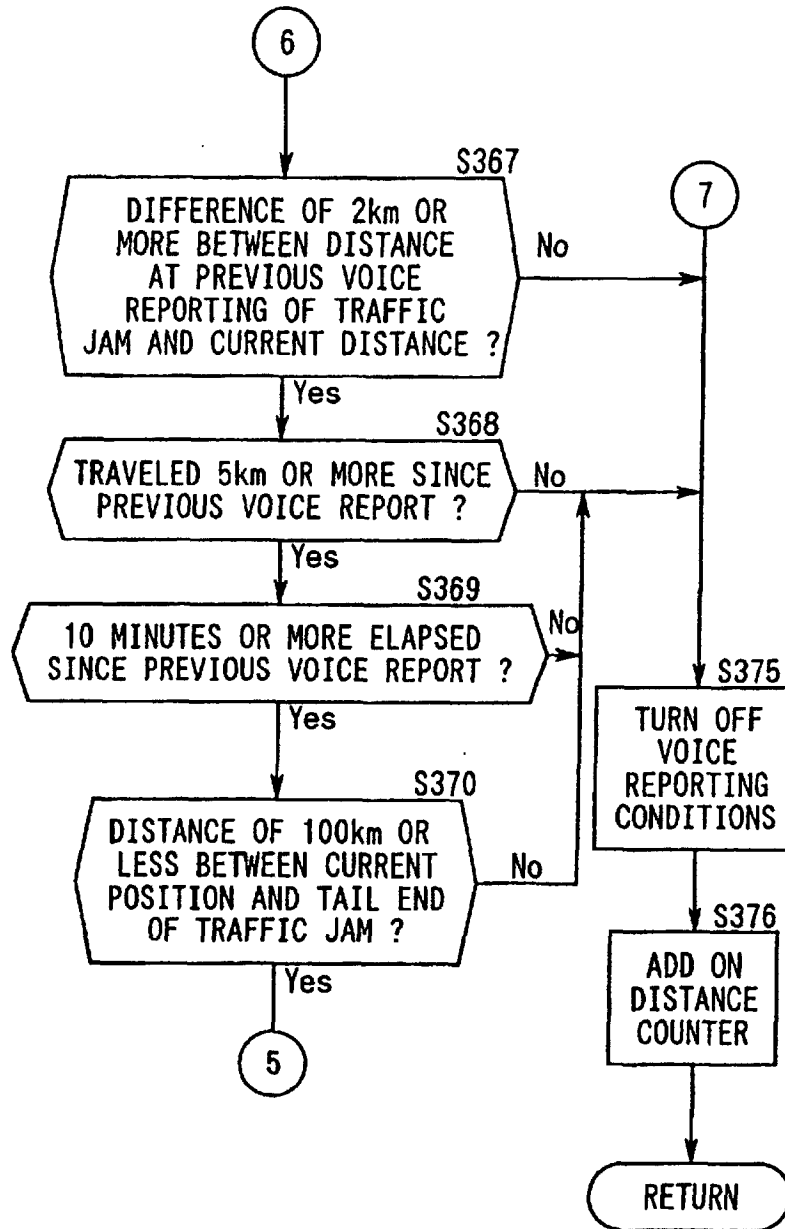 6
S367
DIFFERENCE OF 2km OR
MORE BETWEEN DISTANCE
AT PREVIOUS VOICE
REPORTING OF TRAFFIC
JAM AND CURRENT DISTANCE ?
No
Yes
S368
TRAVELED 5km OR MORE SINCE
PREVIOUS VOICE REPORT ?
No
Yes
S369
10 MINUTES OR MORE ELAPSED
SINCE PREVIOUS VOICE REPORT ?
No
Yes
S370
DISTANCE OF 100km OR
LESS BETWEEN CURRENT
POSITION AND TAIL END
OF TRAFFIC JAM ?
No
Yes
5
7
S375
TURN OFF
VOICE
REPORTING
CONDITIONS
S376
ADD ON
DISTANCE
COUNTER
RETURN